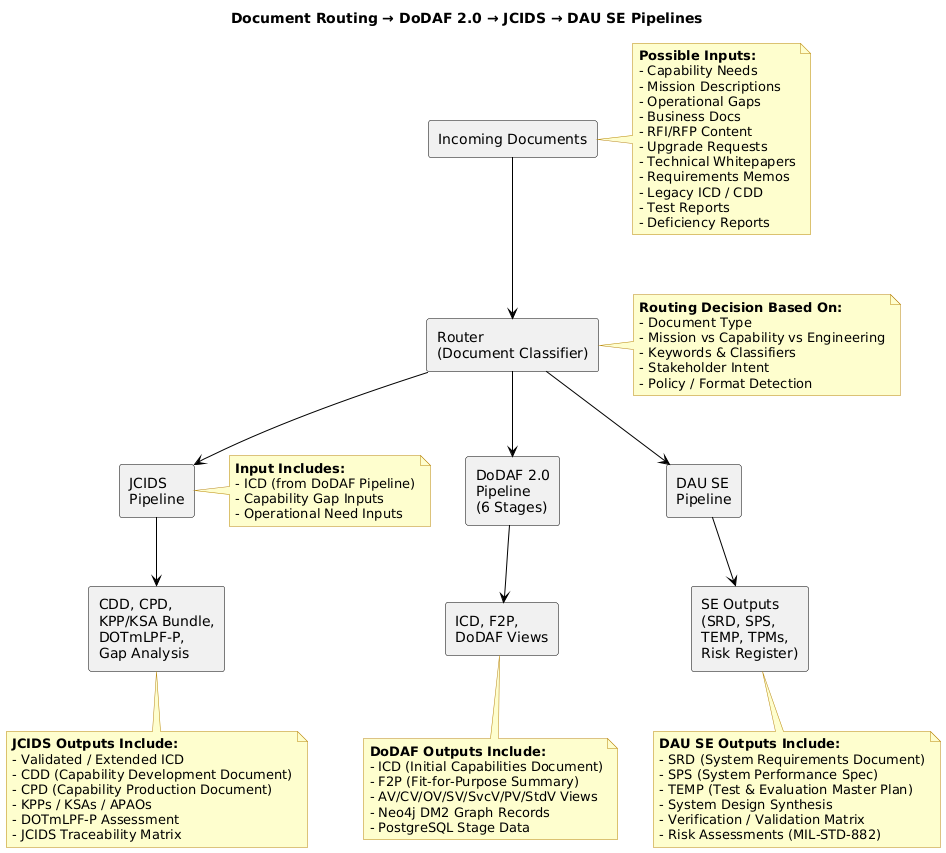 Document Routing → DoDAF 2.0 → JCIDS → DAU SE Pipelines
Possible Inputs:
- Capability Needs
- Mission Descriptions
- Operational Gaps
- Business Docs
- RFI/RFP Content
- Upgrade Requests
- Technical Whitepapers
- Requirements Memos
- Legacy ICD / CDD
- Test Reports
- Deficiency Reports
Incoming Documents
Routing Decision Based On:
- Document Type
- Mission vs Capability vs Engineering
- Keywords & Classifiers
- Stakeholder Intent
- Policy / Format Detection
Router
(Document Classifier)
JCIDS
Pipeline
Input Includes:
- ICD (from DoDAF Pipeline)
- Capability Gap Inputs
- Operational Need Inputs
DoDAF 2.0
Pipeline
(6 Stages)
DAU SE
Pipeline
CDD, CPD,
KPP/KSA Bundle,
DOTmLPF-P,
Gap Analysis
ICD, F2P,
DoDAF Views
SE Outputs
(SRD, SPS,
TEMP, TPMs,
Risk Register)
JCIDS Outputs Include:
- Validated / Extended ICD
- CDD (Capability Development Document)
- CPD (Capability Production Document)
- KPPs / KSAs / APAOs
- DOTmLPF-P Assessment
- JCIDS Traceability Matrix
DoDAF Outputs Include:
- ICD (Initial Capabilities Document)
- F2P (Fit-for-Purpose Summary)
- AV/CV/OV/SV/SvcV/PV/StdV Views
- Neo4j DM2 Graph Records
- PostgreSQL Stage Data
DAU SE Outputs Include:
- SRD (System Requirements Document)
- SPS (System Performance Spec)
- TEMP (Test & Evaluation Master Plan)
- System Design Synthesis
- Verification / Validation Matrix
- Risk Assessments (MIL-STD-882)